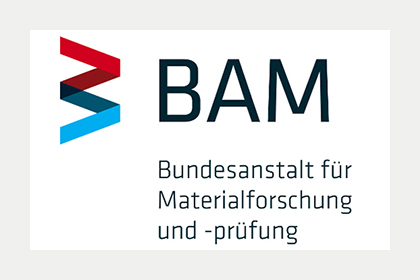 BAM
Bundesanstalt für
Materialforschung
und -prüfung